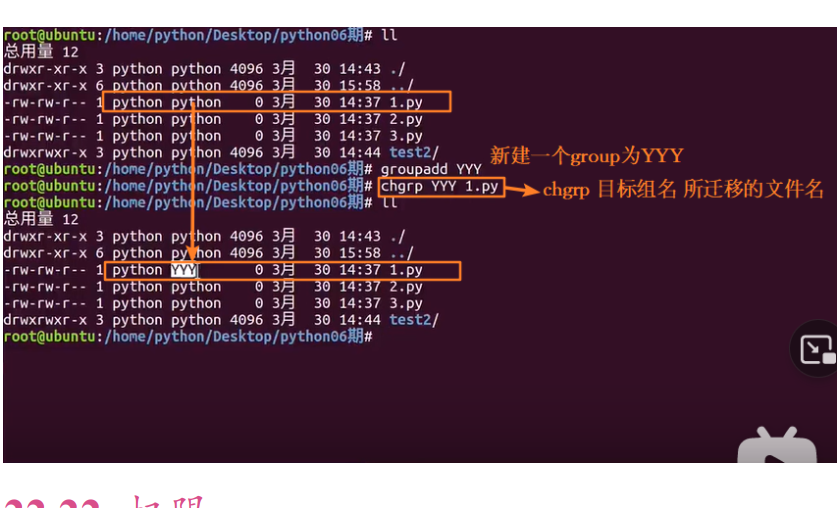 root@ubuntu:/home/python/Desktop/python06期# ll
总用量 12
drwxr-xr-x 3 python python 4096 3月  30 14:43 ./
drwxr-xr-x 6 python python 4096 3月  30 15:58 ../
-rw-rw-r-- 1 python python    0 3月  30 14:37 1.py
-rw-rw-r-- 1 python python    0 3月  30 14:37 2.py
-rw-rw-r-- 1 python python    0 3月  30 14:37 3.py
drwxrwxr-x 3 python python 4096 3月  30 14:44 test2/
新建一个group为YYY
root@ubuntu:/home/python/Desktop/python06期# groupadd YYY
root@ubuntu:/home/python/Desktop/python06期# chgrp YYY 1.py
chgrp 目标组名 所迁移的文件名
root@ubuntu:/home/python/Desktop/python06期# ll
总用量 12
drwxr-xr-x 3 python python 4096 3月  30 14:43 ./
drwxr-xr-x 6 python python 4096 3月  30 15:58 ../
-rw-rw-r-- 1 python YYY       0 3月  30 14:37 1.py
-rw-rw-r-- 1 python python    0 3月  30 14:37 2.py
-rw-rw-r-- 1 python python    0 3月  30 14:37 3.py
drwxrwxr-x 3 python python 4096 3月  30 14:44 test2/
root@ubuntu:/home/python/Desktop/python06期#